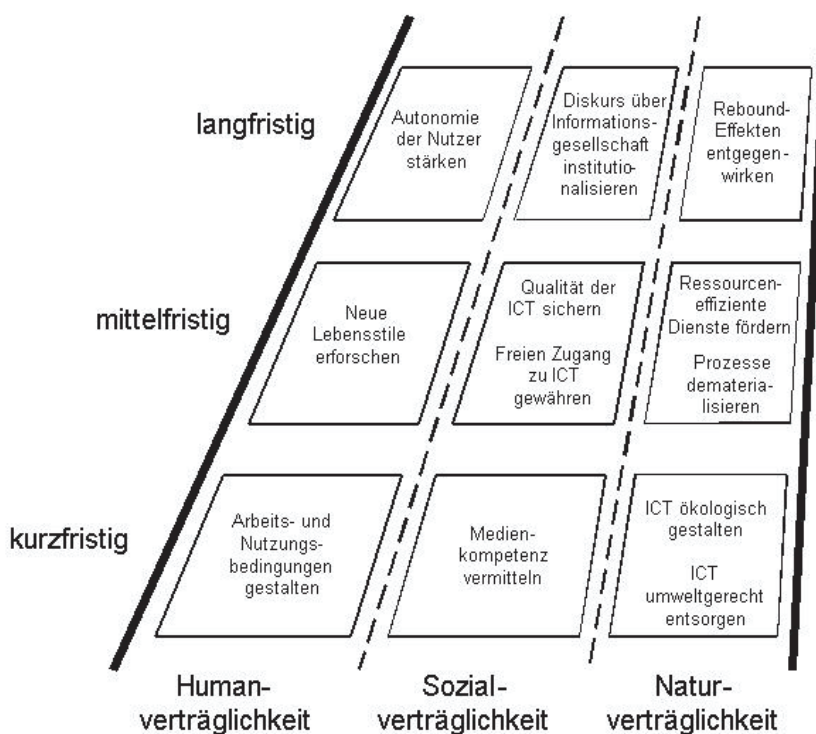 langfristig
Autonomie
der Nutzer
stärken
Diskurs über
Informations-
gesellschaft
institutio-
nalisieren
Rebound-
Effekten
entgegen-
wirken
mittelfristig
Neue
Lebensstile
erforschen
Qualität der
ICT sichern
Freien Zugang
zu ICT
gewähren
Ressourcen-
effiziente
Dienste fördern
Prozesse
demateria-
lisieren
kurzfristig
Arbeits- und
Nutzungs-
bedingungen
gestalten
Medien-
kompetenz
vermitteln
ICT ökologisch
gestalten
ICT
umweltgerecht
entsorgen
Human-
verträglichkeit
Sozial-
verträglichkeit
Natur-
verträglichkeit